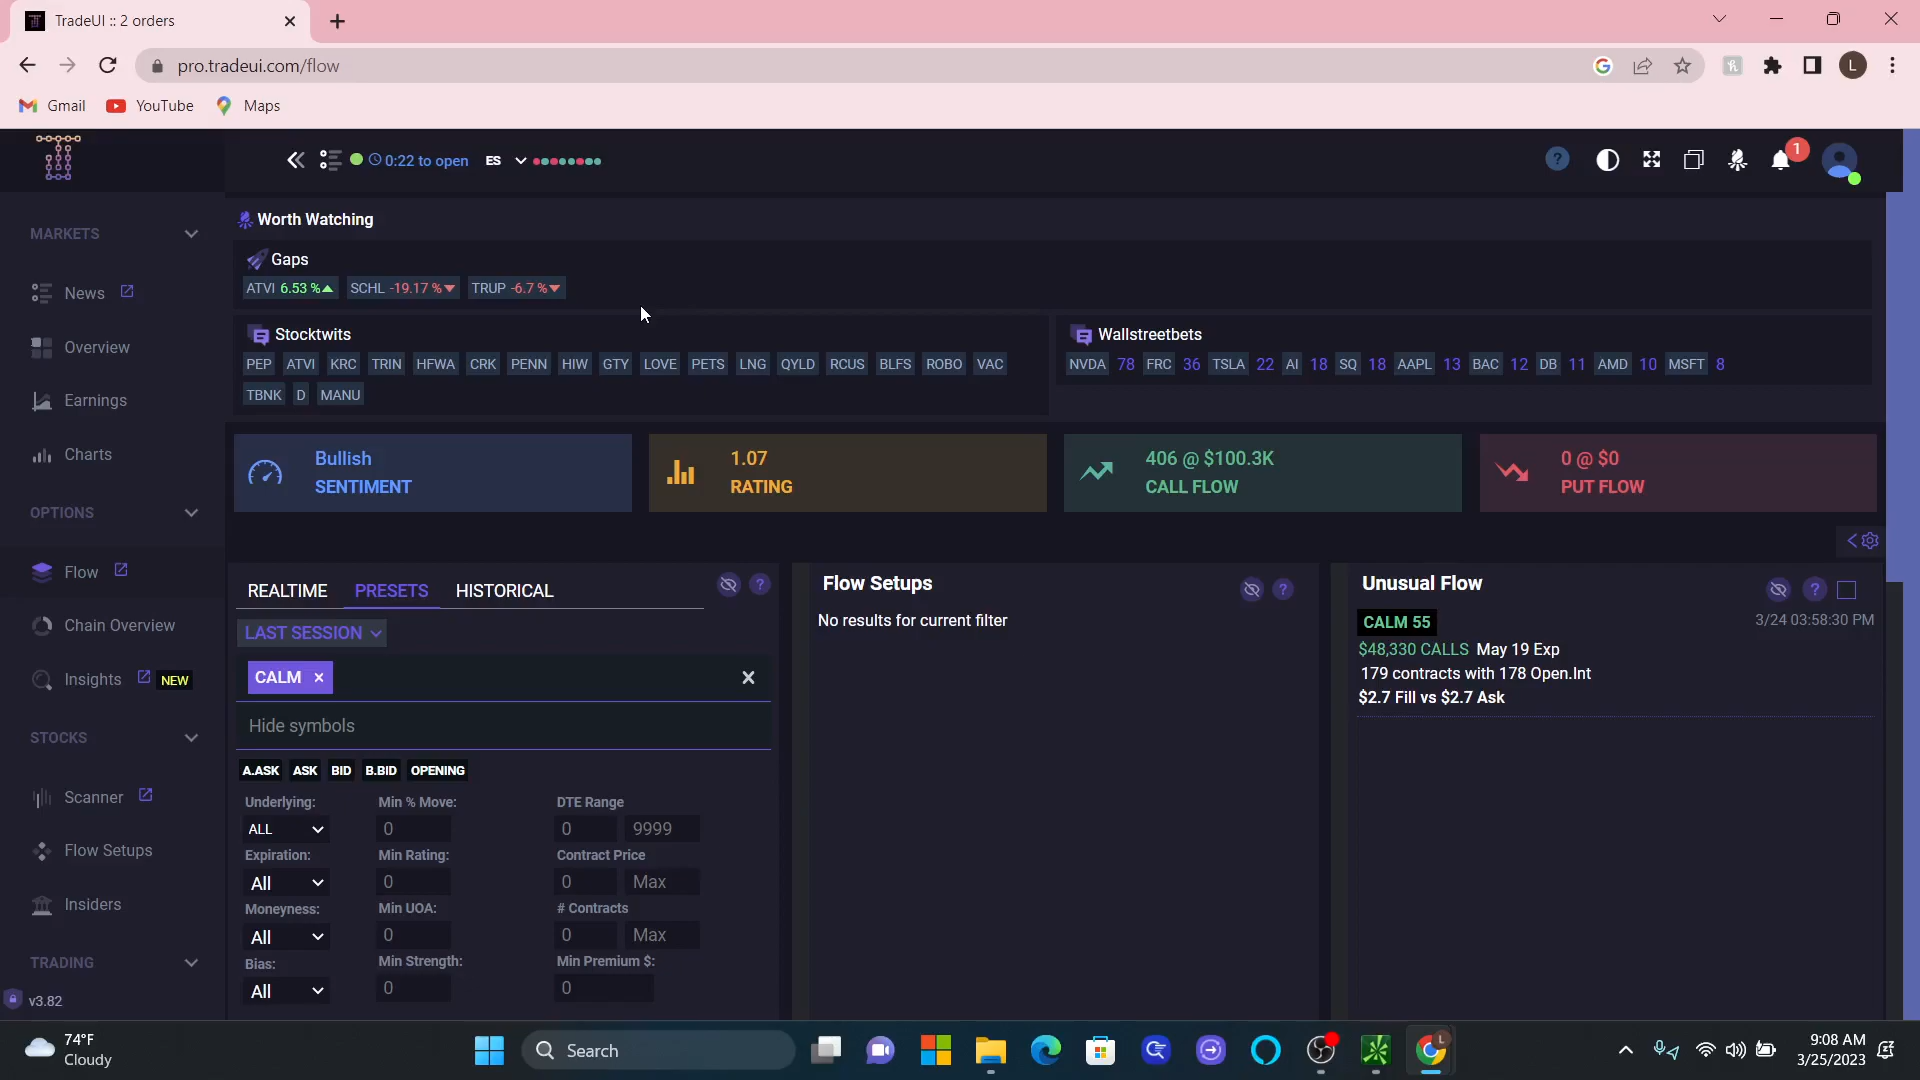 TradeUI :: 2 orders
pro.tradeui.com/flow
L
Gmail YouTube Maps
0:22 to open ES
1
Worth Watching
MARKETS
News
Overview
Earnings
Charts
OPTIONS
Flow
Chain Overview
Insights NEW
STOCKS
Scanner
Flow Setups
Insiders
TRADING
v3.82
Gaps
ATVI 6.53 % SCHL -19.17 % TRUP -6.7 %
Stocktwits
PEP ATVI KRC TRIN HFWA CRK PENN HIW GTY LOVE PETS LNG QYLD RCUS BLFS ROBO VAC
TBNK D MANU
Wallstreetbets
NVDA 78 FRC 36 TSLA 22 AI 18 SQ 18 AAPL 13 BAC 12 DB 11 AMD 10 MSFT 8
Bullish
SENTIMENT
1.07
RATING
406 @ $100.3K
CALL FLOW
0 @ $0
PUT FLOW
REALTIME PRESETS HISTORICAL
LAST SESSION
CALM ×
Hide symbols
A.ASK ASK BID B.BID OPENING
Underlying: Min % Move: DTE Range
ALL 0 0 9999
Expiration: Min Rating: Contract Price
All 0 0 Max
Moneyness: Min UOA: # Contracts
All 0 0 Max
Bias: Min Strength: Min Premium $:
All 0 0
Flow Setups
No results for current filter
Unusual Flow
CALM 55 3/24 03:58:30 PM
$48,330 CALLS May 19 Exp
179 contracts with 178 Open.Int
$2.7 Fill vs $2.7 Ask
74°F
Cloudy
Search
9:08 AM
3/25/2023